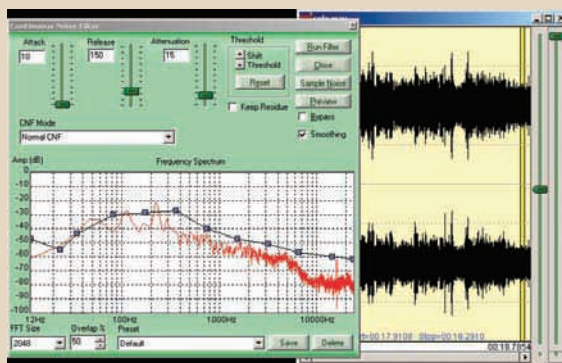 Continuous Noise Filter
Attack
Release
Attenuation
10
150
15
Threshold
Shift
Threshold
Reset
Keep Residue
Run Filter
Close
Sample Noise
Preview
Bypass
Smoothing
CNF Mode
Normal CNF
Amp (dB)
Frequency Spectrum
0
-10
-20
-30
-40
-50
-60
-70
-80
-90
-100
12Hz
100Hz
1000Hz
10000Hz
FFT Size
Overlap %
Preset
2048
50
Default
Save
Delete